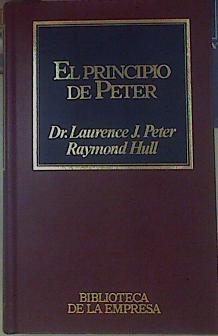 EL PRINCIPIO
DE PETER
Dr. Laurence J. Peter
Raymond Hull
BIBLIOTECA
DE LA EMPRESA